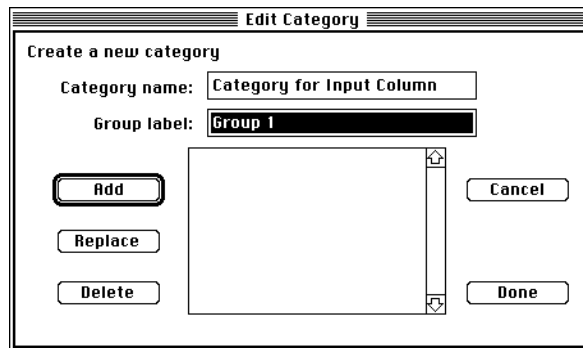 Edit Category
Create a new category
Category name: Category for Input Column
Group label: Group 1
Add
Cancel
Replace
Delete
Done